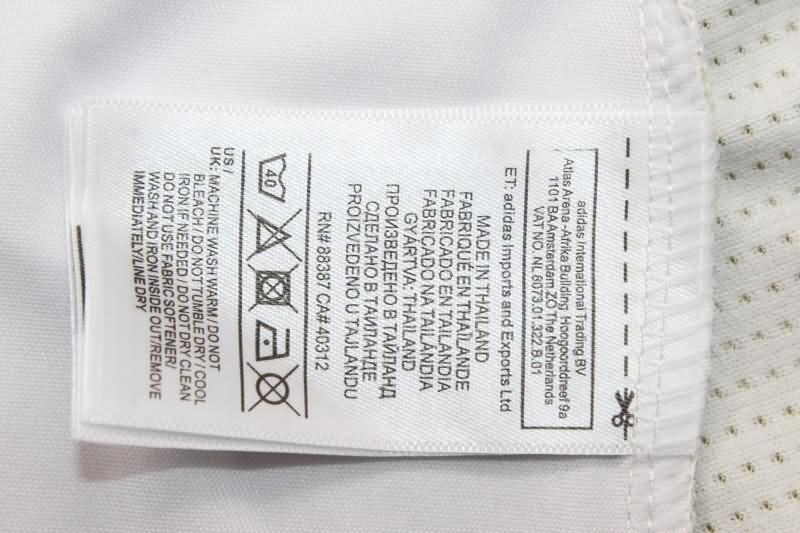 adidas International Trading BV
Atlas Arena -Afrika Building, Hoogoorddreef 9a
1101 BA Amsterdam ZO The Netherlands
VAT NO. NL 8073.01.322.B.01
ET: adidas Imports and Exports Ltd
MADE IN THAILAND
FABRIQUÉ EN THAÏLANDE
FABRICADO EN TAILANDIA
FABRICADO NA TAILÂNDIA
GYÁRTVA: THAILAND
ПРОИЗВЕДЕНО В ТАЙЛАНД
СДЕЛАНО В ТАИЛАНДЕ
PROIZVEDENO U TAJLANDU
RN# 88387 CA# 40312
40
US /
UK: MACHINE WASH WARM / DO NOT
BLEACH / DO NOT TUMBLE DRY / COOL
IRON IF NEEDED / DO NOT DRY CLEAN
DO NOT USE FABRIC SOFTENER/
WASH AND IRON INSIDE OUT/REMOVE
IMMEDIATELY/LINE DRY